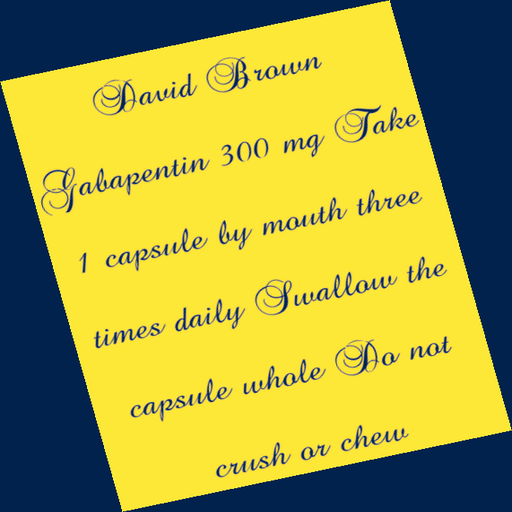 David Brown
Gabapentin 300 mg Take
1 capsule by mouth three
times daily Swallow the
capsule whole Do not
crush or chew